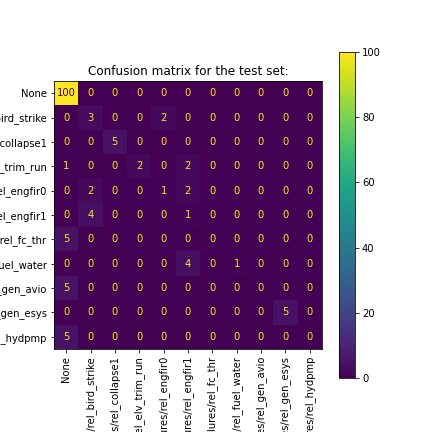 Confusion matrix for the test set:
None 100 0 0 0 0 0 0 0 0 0 0
bird_strike 0 3 0 0 2 0 0 0 0 0 0
collapse1 0 0 5 0 0 0 0 0 0 0 0
_trim_run 1 0 0 2 0 2 0 0 0 0 0
el_engfir0 0 2 0 0 1 2 0 0 0 0 0
el_engfir1 0 4 0 0 0 1 0 0 0 0 0
rel_fc_thr 5 0 0 0 0 0 0 0 0 0 0
uel_water 0 0 0 0 0 4 0 1 0 0 0
_gen_avio 5 0 0 0 0 0 0 0 0 0 0
gen_esys 0 0 0 0 0 0 0 0 0 5 0
_hydpmp 5 0 0 0 0 0 0 0 0 0 0
None
/rel_bird_strike
s/rel_collapse1
el_elv_trim_run
ures/rel_engfir0
ures/rel_engfir1
lures/rel_fc_thr
/rel_fuel_water
es/rel_gen_avio
s/rel_gen_esys
res/rel_hydpmp
100
80
60
40
20
0